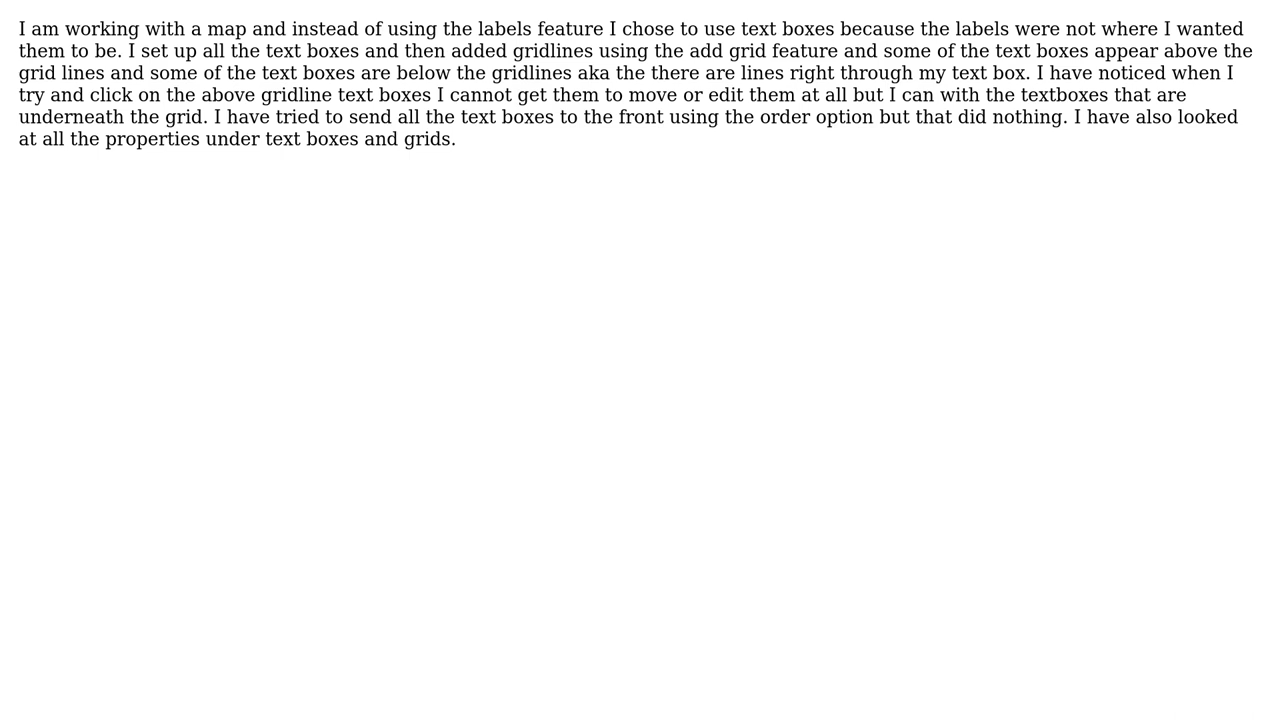 I am working with a map and instead of using the labels feature I chose to use text boxes because the labels were not where I wanted
them to be. I set up all the text boxes and then added gridlines using the add grid feature and some of the text boxes appear above the
grid lines and some of the text boxes are below the gridlines aka the there are lines right through my text box. I have noticed when I
try and click on the above gridline text boxes I cannot get them to move or edit them at all but I can with the textboxes that are
underneath the grid. I have tried to send all the text boxes to the front using the order option but that did nothing. I have also looked
at all the properties under text boxes and grids.